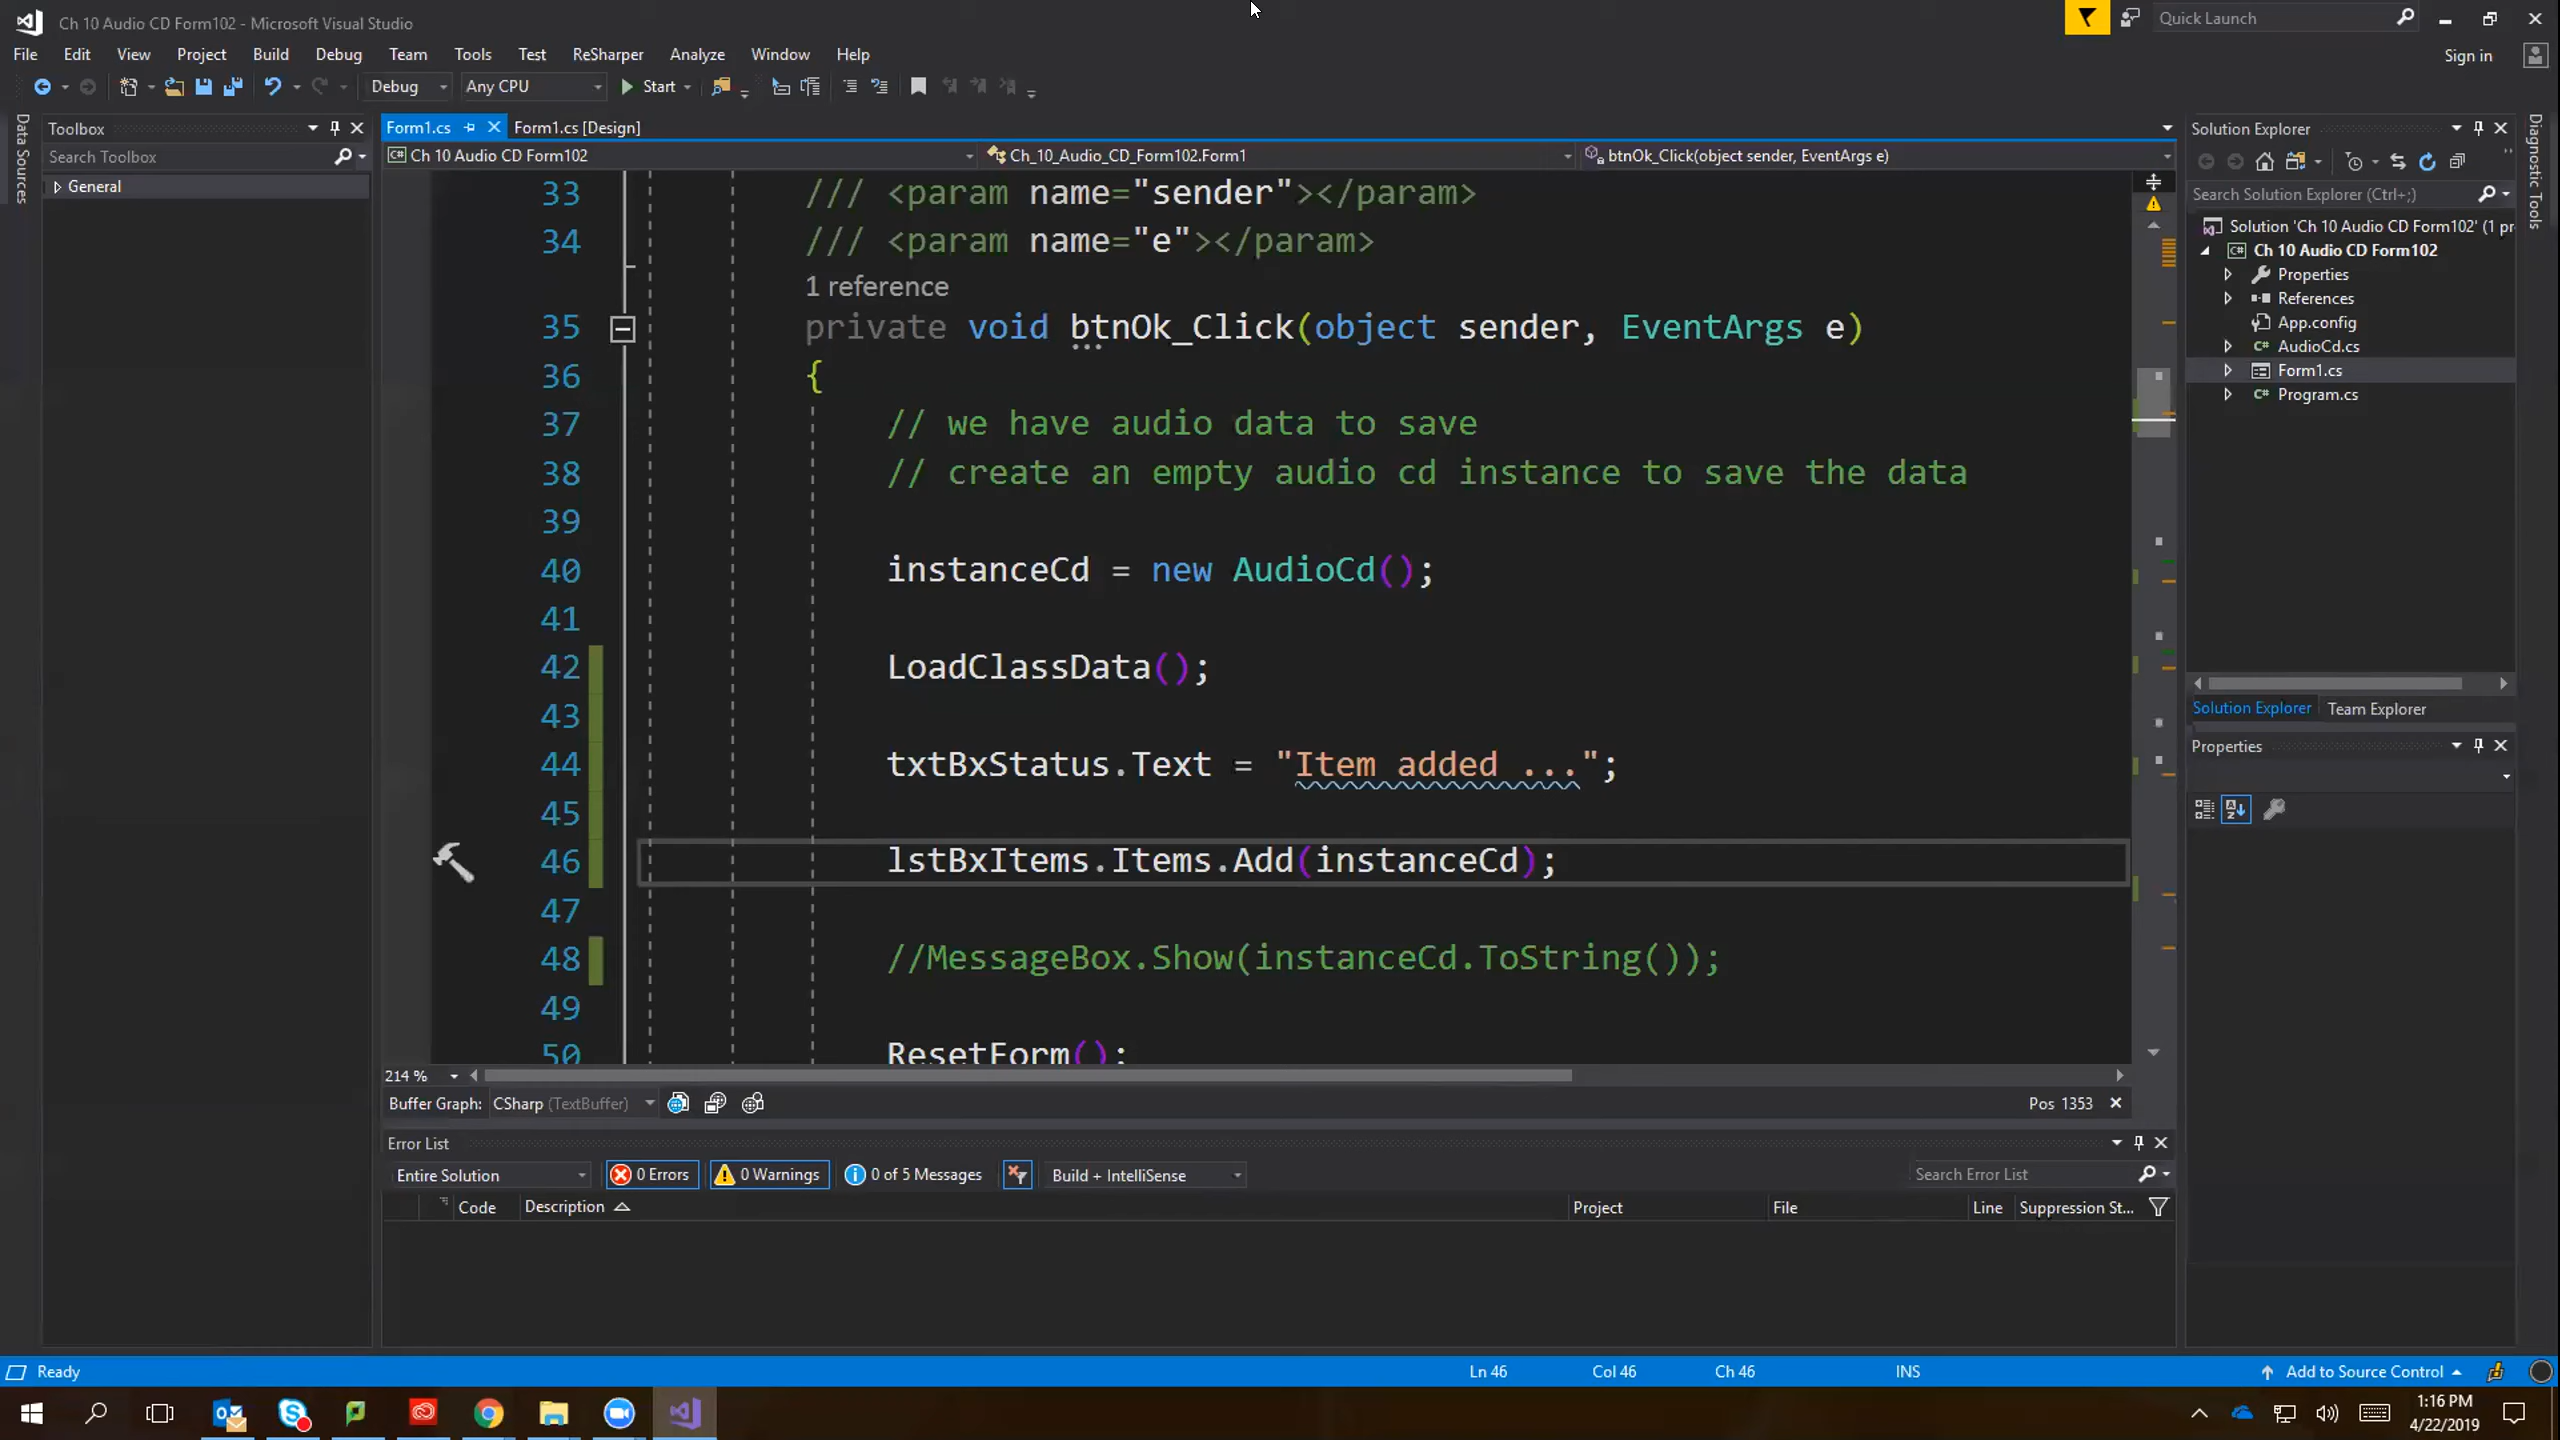 Ch 10 Audio CD Form102 - Microsoft Visual Studio
Quick Launch
File Edit View Project Build Debug Team Tools Test ReSharper Analyze Window Help
Sign in
Debug Any CPU Start
Data Sources
Toolbox
Search Toolbox
General
Form1.cs Form1.cs [Design]
Ch 10 Audio CD Form102 Ch_10_Audio_CD_Form102.Form1 btnOk_Click(object sender, EventArgs e)
33 /// <param name="sender"></param>
34 /// <param name="e"></param>
1 reference
35 private void btnOk_Click(object sender, EventArgs e)
36 {
37 // we have audio data to save
38 // create an empty audio cd instance to save the data
39
40 instanceCd = new AudioCd();
41
42 LoadClassData();
43
44 txtBxStatus.Text = "Item added ...";
45
46 lstBxItems.Items.Add(instanceCd);
47
48 //MessageBox.Show(instanceCd.ToString());
49
50 ResetForm();
214 %
Buffer Graph: CSharp (TextBuffer) Pos 1353
Error List
Entire Solution 0 Errors 0 Warnings 0 of 5 Messages Build + IntelliSense Search Error List
Code Description Project File Line Suppression St...
Solution Explorer
Search Solution Explorer (Ctrl+;)
Solution 'Ch 10 Audio CD Form102' (1 pr
Ch 10 Audio CD Form102
Properties
References
App.config
AudioCd.cs
Form1.cs
Program.cs
Solution Explorer Team Explorer
Properties
Diagnostic Tools
Ready Ln 46 Col 46 Ch 46 INS Add to Source Control
1:16 PM
4/22/2019